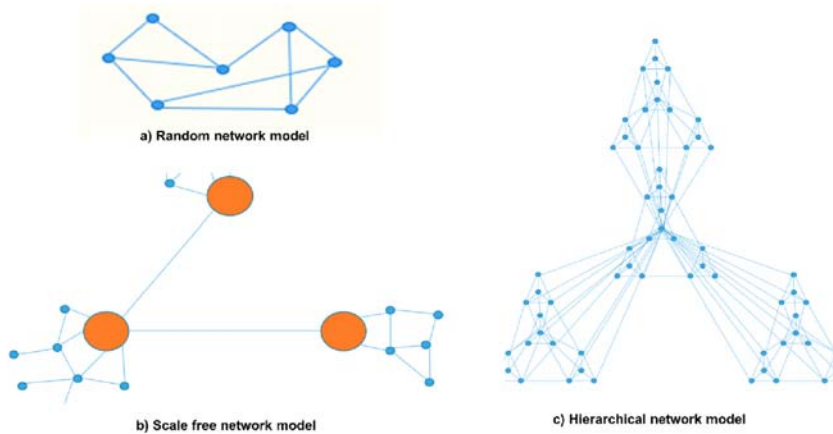 a) Random network model
b) Scale free network model
c) Hierarchical network model